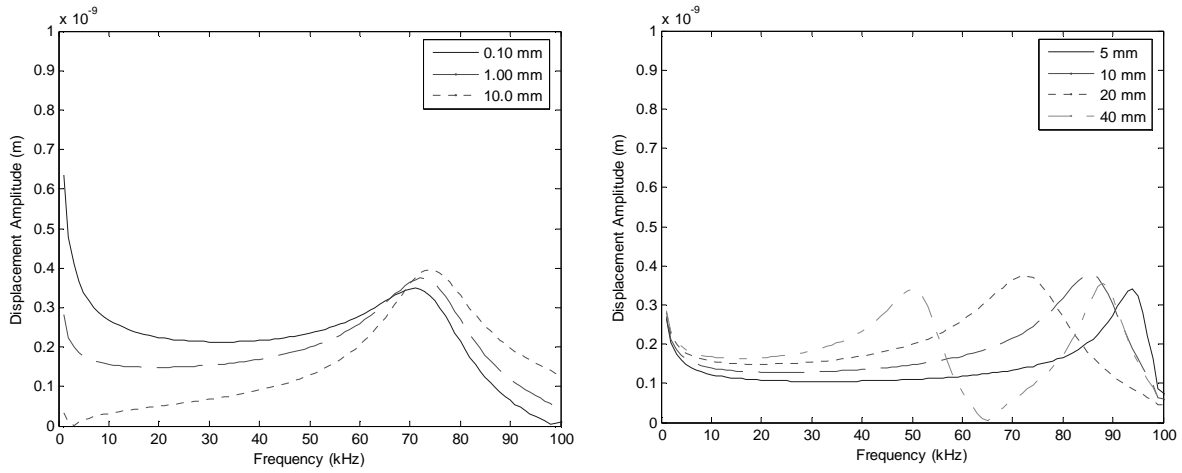 x 10⁻⁹
1
0.9
0.8
0.7
0.6
0.5
0.4
0.3
0.2
0.1
0
Displacement Amplitude (m)
0.10 mm
1.00 mm
10.0 mm
0 10 20 30 40 50 60 70 80 90 100
Frequency (kHz)
x 10⁻⁹
1
0.9
0.8
0.7
0.6
0.5
0.4
0.3
0.2
0.1
0
Displacement Amplitude (m)
5 mm
10 mm
20 mm
40 mm
0 10 20 30 40 50 60 70 80 90 100
Frequency (kHz)